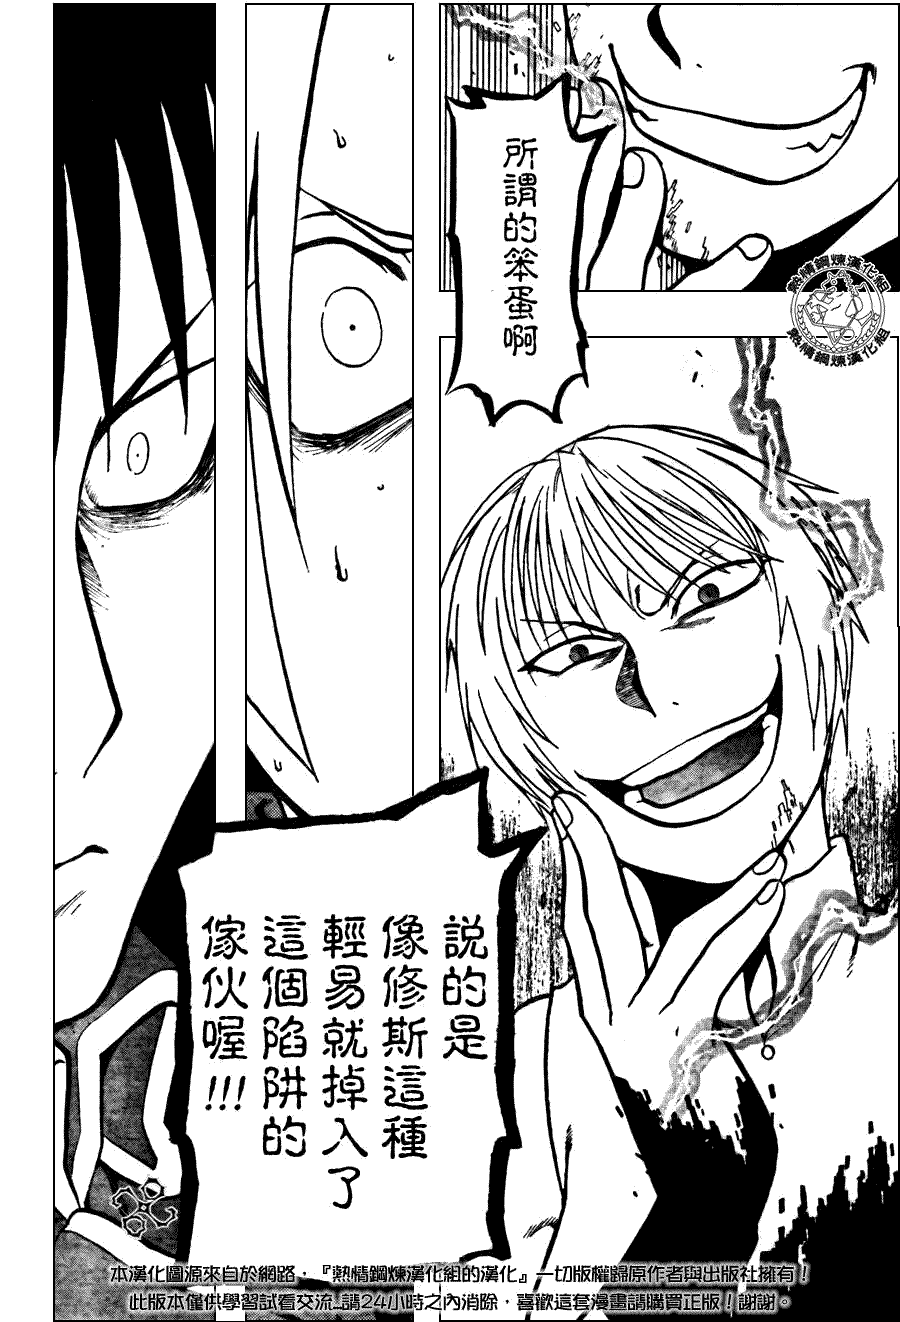 所謂的笨蛋啊
熱情鋼煉漢化組
熱情鋼煉漢化組
說的是
像修斯這種
輕易就掉入了
這個陷阱的
傢伙喔!!!
本漢化圖源來自於網路，『熱情鋼煉漢化組的漢化』一切版權歸原作者與出版社擁有！
此版本僅供學習試看交流_請24小時之內消除，喜歡這套漫畫請購買正版！謝謝。